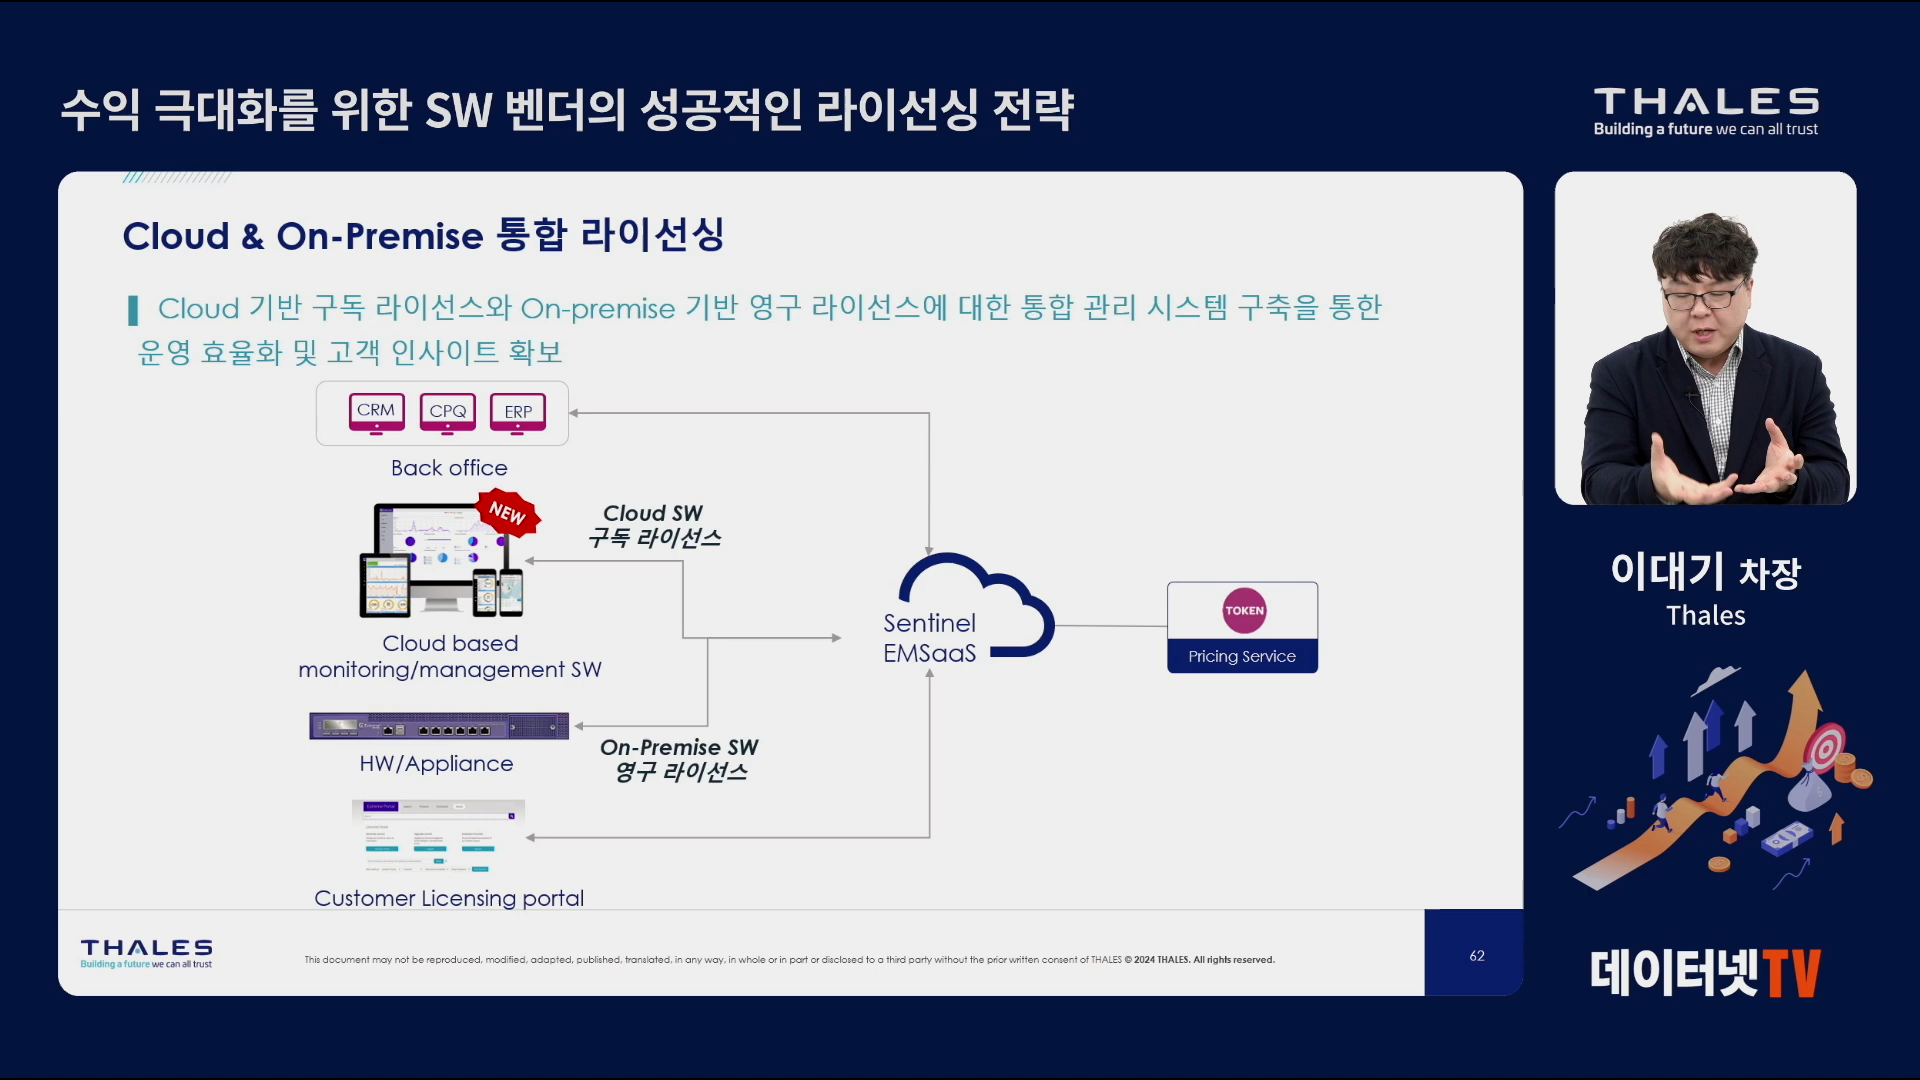 수익 극대화를 위한 SW 벤더의 성공적인 라이선싱 전략
THALES
Building a future we can all trust
Cloud & On-Premise 통합 라이선싱
Cloud 기반 구독 라이선스와 On-premise 기반 영구 라이선스에 대한 통합 관리 시스템 구축을 통한
운영 효율화 및 고객 인사이트 확보
CRM
CPQ
ERP
Back office
NEW
Cloud SW
구독 라이선스
Cloud based
monitoring/management SW
Sentinel
EMSaaS
TOKEN
Pricing Service
HW/Appliance
On-Premise SW
영구 라이선스
Customer Licensing portal
이대기 차장
Thales
THALES
Building a future we can all trust
This document may not be reproduced, modified, adapted, published, translated, in any way, in whole or in part or disclosed to a third party without the prior written consent of THALES © 2024 THALES. All rights reserved.
62
데이터넷TV